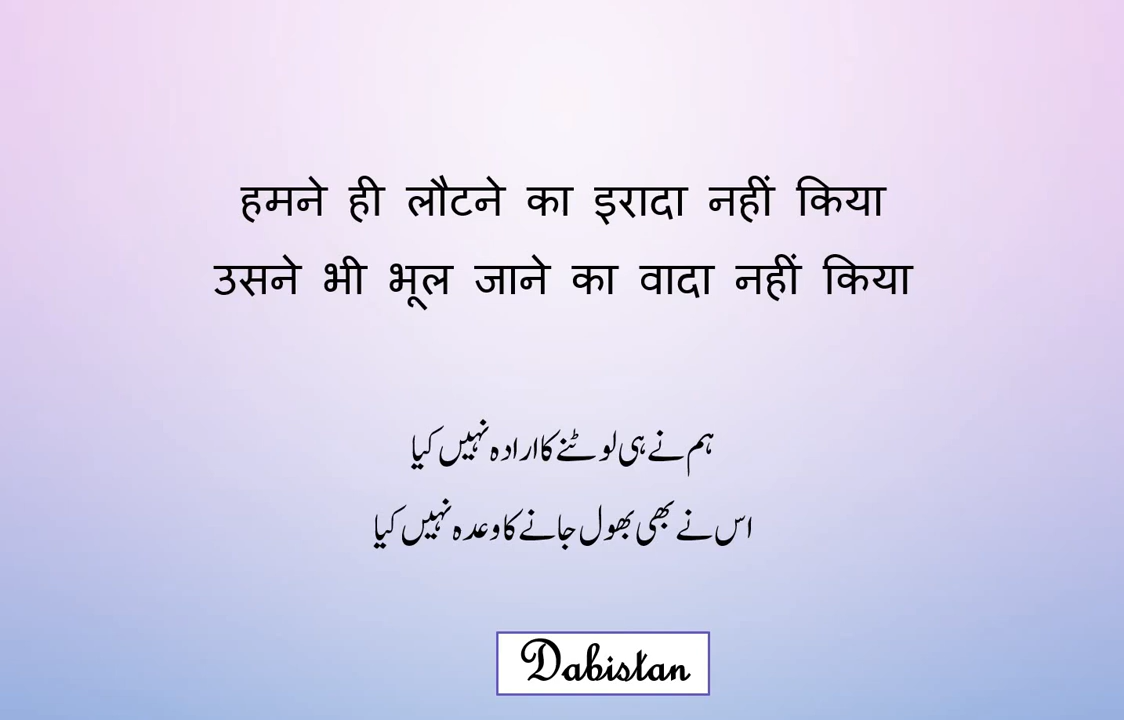 हमने ही लौटने का इरादा नहीं किया
उसने भी भूल जाने का वादा नहीं किया
ہم نے ہی لوٹنے کا ارادہ نہیں کیا
اس نے بھی بھول جانے کا وعدہ نہیں کیا
Dabistan